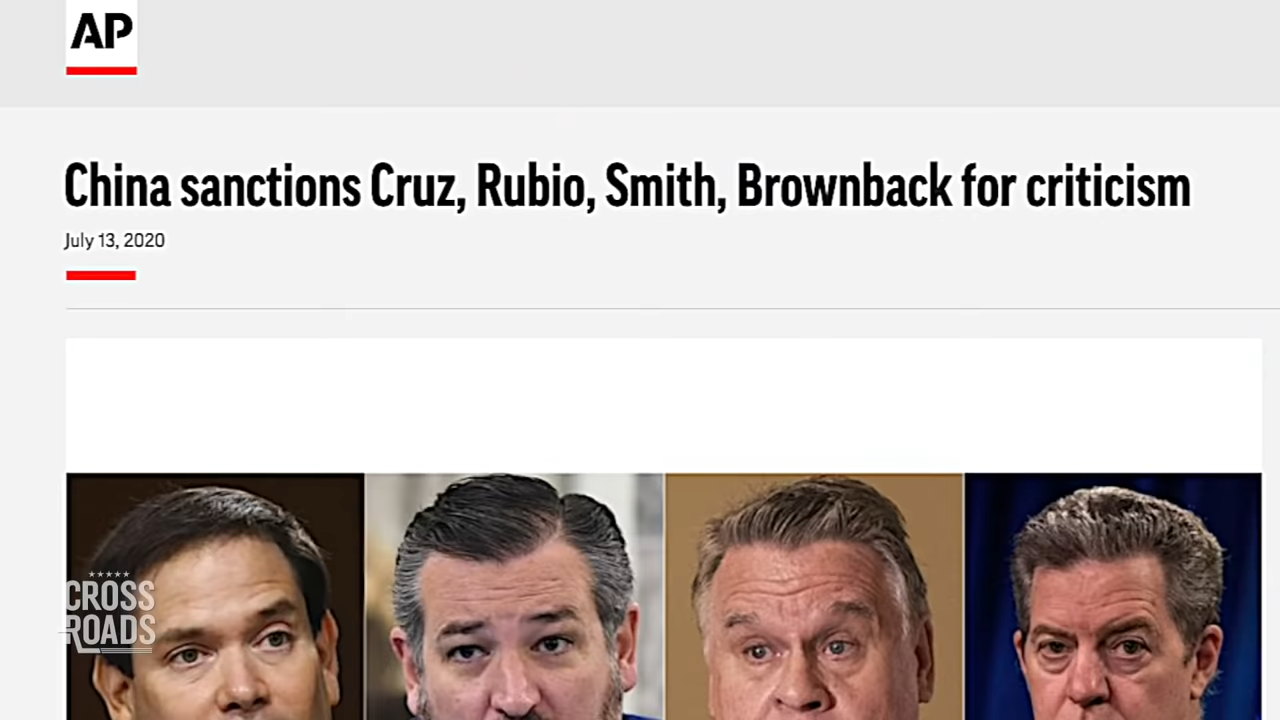 AP
China sanctions Cruz, Rubio, Smith, Brownback for criticism
July 13, 2020
CROSS
ROADS